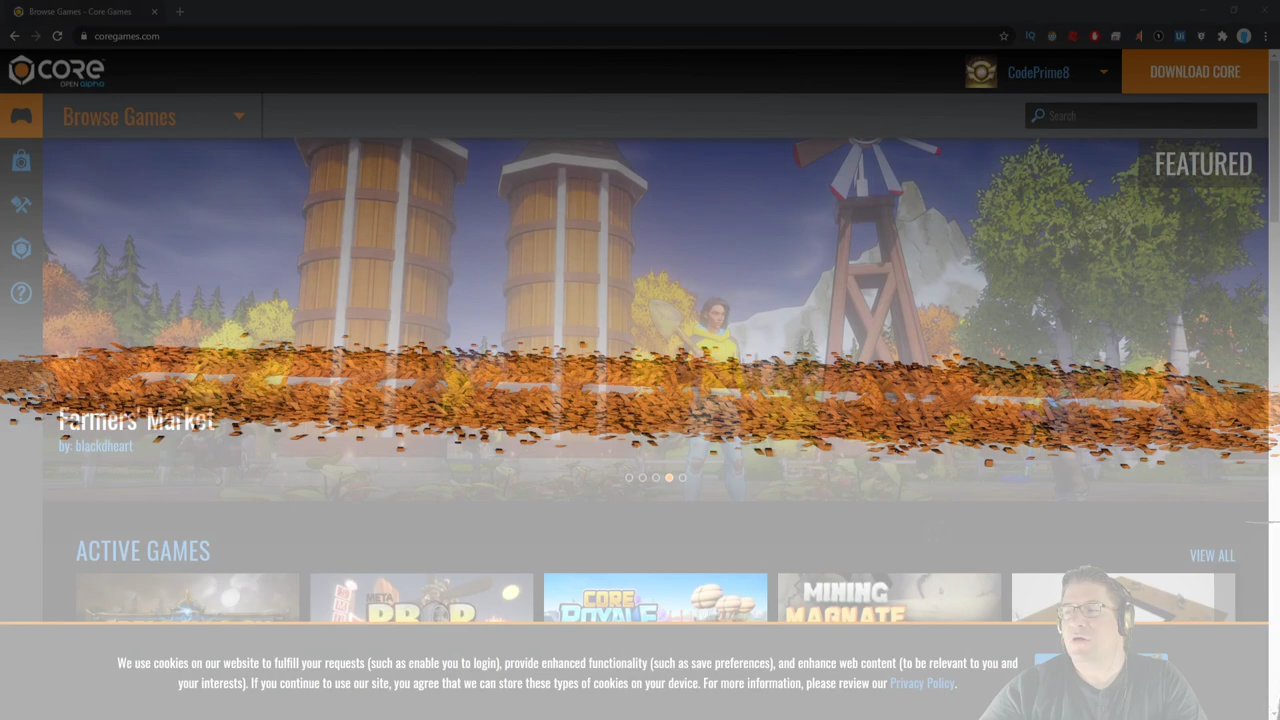 Browse Games - Core Games
coregames.com
CORE
OPEN alpha
CodePrime8
DOWNLOAD CORE
Browse Games
Search
FEATURED
Farmers' Market
by: blackdheart
ACTIVE GAMES
VIEW ALL
META
PROP
CORE
ROYALE
MINING
MAGNATE
We use cookies on our website to fulfill your requests (such as enable you to login), provide enhanced functionality (such as save preferences), and enhance web content (to be relevant to you and
your interests). If you continue to use our site, you agree that we can store these types of cookies on your device. For more information, please review our Privacy Policy.